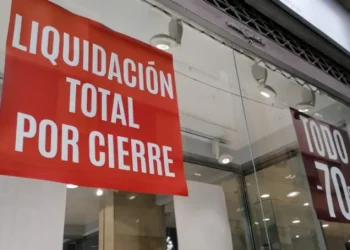 LIQUIDACIÓN
TOTAL
POR CIERRE
TODO
-70